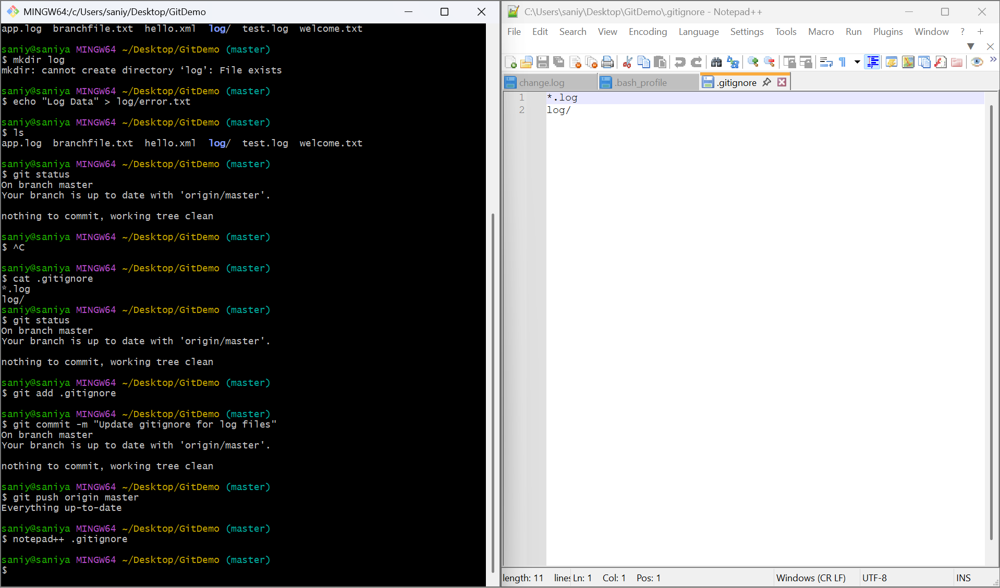 MINGW64:/c/Users/saniy/Desktop/GitDemo
app.log  branchfile.txt  hello.xml  log/  test.log  welcome.txt
saniy@saniya MINGW64 ~/Desktop/GitDemo (master)
$ mkdir log
mkdir: cannot create directory ‘log’: File exists
saniy@saniya MINGW64 ~/Desktop/GitDemo (master)
$ echo "Log Data" > log/error.txt
saniy@saniya MINGW64 ~/Desktop/GitDemo (master)
$ ls
app.log  branchfile.txt  hello.xml  log/  test.log  welcome.txt
saniy@saniya MINGW64 ~/Desktop/GitDemo (master)
$ git status
On branch master
Your branch is up to date with 'origin/master'.
nothing to commit, working tree clean
saniy@saniya MINGW64 ~/Desktop/GitDemo (master)
$ ^C
saniy@saniya MINGW64 ~/Desktop/GitDemo (master)
$ cat .gitignore
*.log
log/
saniy@saniya MINGW64 ~/Desktop/GitDemo (master)
$ git status
On branch master
Your branch is up to date with 'origin/master'.
nothing to commit, working tree clean
saniy@saniya MINGW64 ~/Desktop/GitDemo (master)
$ git add .gitignore
saniy@saniya MINGW64 ~/Desktop/GitDemo (master)
$ git commit -m "Update gitignore for log files"
On branch master
Your branch is up to date with 'origin/master'.
nothing to commit, working tree clean
saniy@saniya MINGW64 ~/Desktop/GitDemo (master)
$ git push origin master
Everything up-to-date
saniy@saniya MINGW64 ~/Desktop/GitDemo (master)
$ notepad++ .gitignore
saniy@saniya MINGW64 ~/Desktop/GitDemo (master)
$
C:\Users\saniy\Desktop\GitDemo\.gitignore - Notepad++
File Edit Search View Encoding Language Settings Tools Macro Run Plugins Window ? +
change.log .bash_profile .gitignore
1 *.log
2 log/
length: 11 lines Ln: 1 Col: 1 Pos: 1 Windows (CR LF) UTF-8 INS